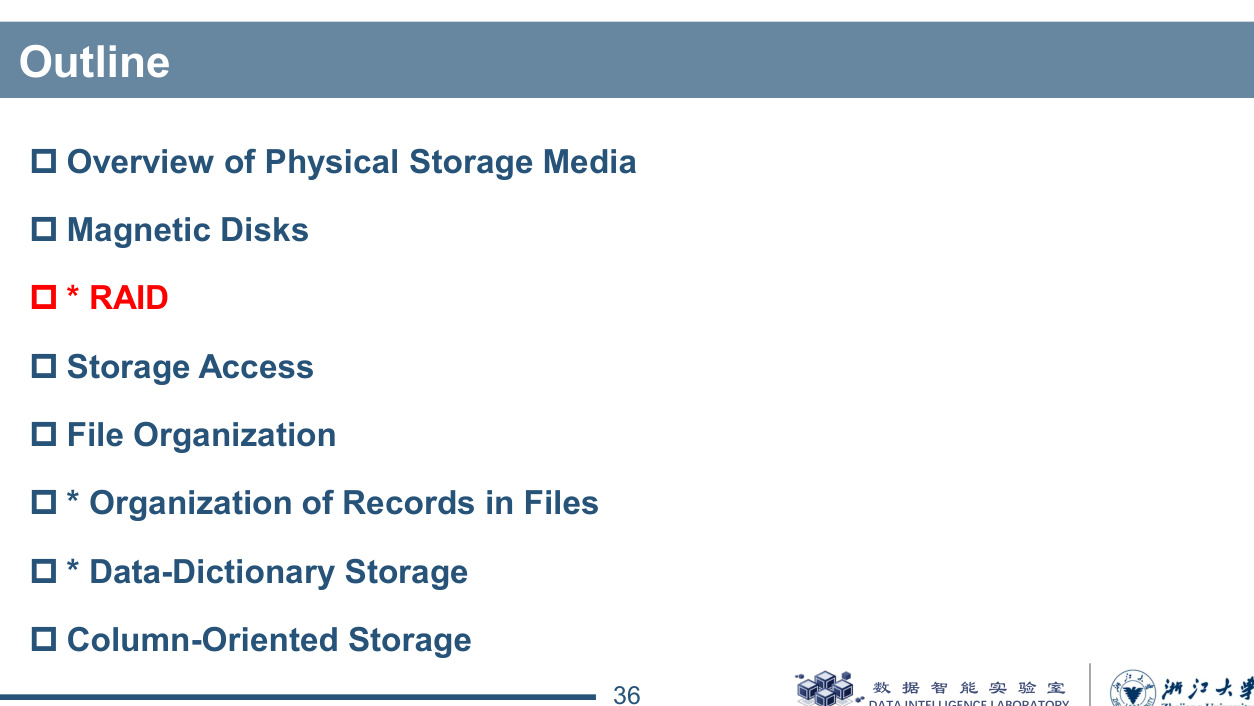 Outline
Overview of Physical Storage Media
Magnetic Disks
* RAID
Storage Access
File Organization
* Organization of Records in Files
* Data-Dictionary Storage
Column-Oriented Storage
36
数据智能实验室
DATA INTELLIGENCE LABORATORY
浙江大学
Zhejiang University